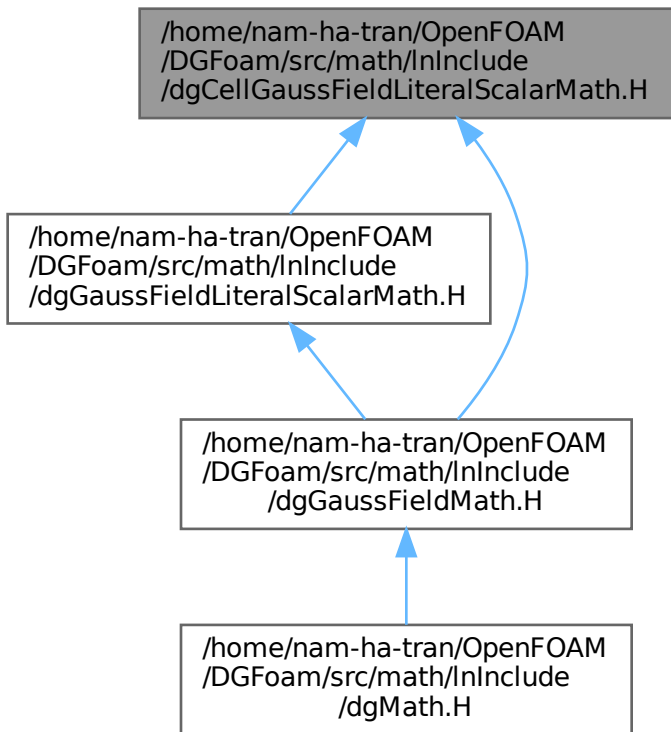 /home/nam-ha-tran/OpenFOAM
/DGFoam/src/math/lnInclude
/dgCellGaussFieldLiteralScalarMath.H
/home/nam-ha-tran/OpenFOAM
/DGFoam/src/math/lnInclude
/dgGaussFieldLiteralScalarMath.H
/home/nam-ha-tran/OpenFOAM
/DGFoam/src/math/lnInclude
/dgGaussFieldMath.H
/home/nam-ha-tran/OpenFOAM
/DGFoam/src/math/lnInclude
/dgMath.H